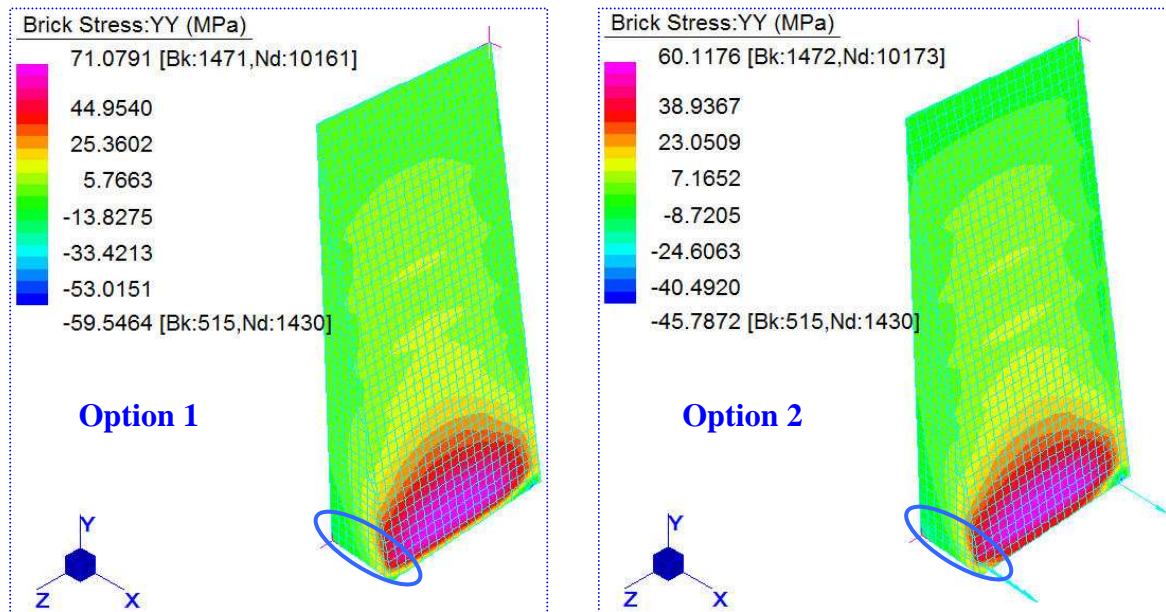 Brick Stress:YY (MPa)
71.0791 [Bk:1471,Nd:10161]
44.9540
25.3602
5.7663
-13.8275
-33.4213
-53.0151
-59.5464 [Bk:515,Nd:1430]
Option 1
Y
Z
X
Brick Stress:YY (MPa)
60.1176 [Bk:1472,Nd:10173]
38.9367
23.0509
7.1652
-8.7205
-24.6063
-40.4920
-45.7872 [Bk:515,Nd:1430]
Option 2
Y
Z
X